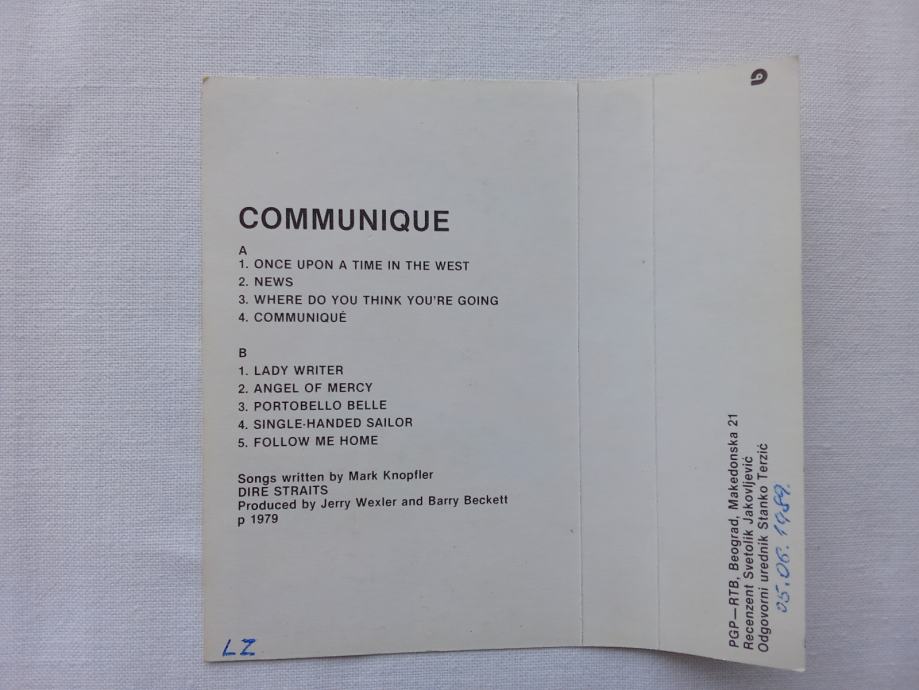 COMMUNIQUE
A
1. ONCE UPON A TIME IN THE WEST
2. NEWS
3. WHERE DO YOU THINK YOU'RE GOING
4. COMMUNIQUÉ
B
1. LADY WRITER
2. ANGEL OF MERCY
3. PORTOBELLO BELLE
4. SINGLE-HANDED SAILOR
5. FOLLOW ME HOME
Songs written by Mark Knopfler
DIRE STRAITS
Produced by Jerry Wexler and Barry Beckett
p 1979
LZ
PGP—RTB, Beograd, Makedonska 21
Recenzent Svetolik Jakovljević
Odgovorni urednik Stanko Terzić
05.06.1989.